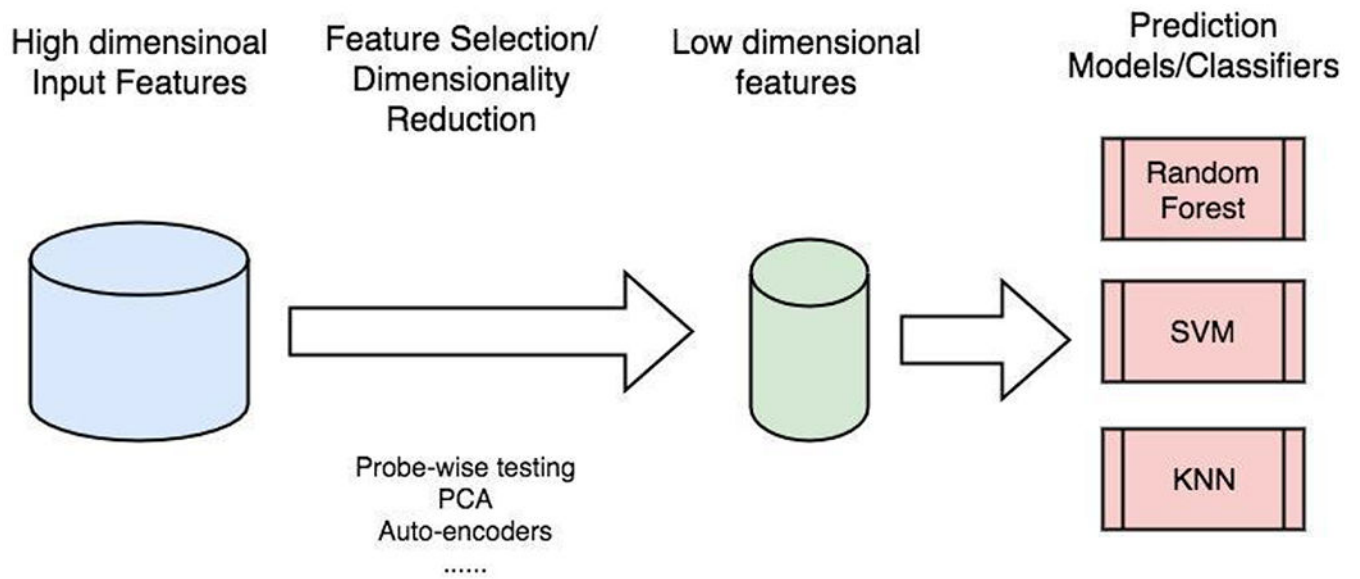 High dimensinoal
Input Features
Feature Selection/
Dimensionality
Reduction
Low dimensional
features
Prediction
Models/Classifiers
Random
Forest
SVM
KNN
Probe-wise testing
PCA
Auto-encoders
......